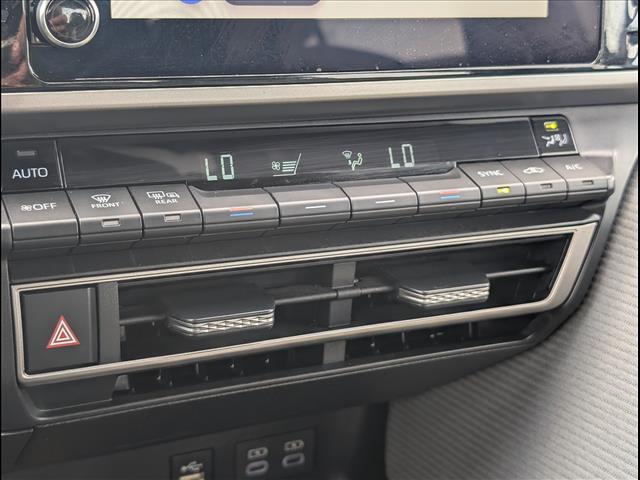 LO LO
AUTO
OFF FRONT REAR SYNC A/C